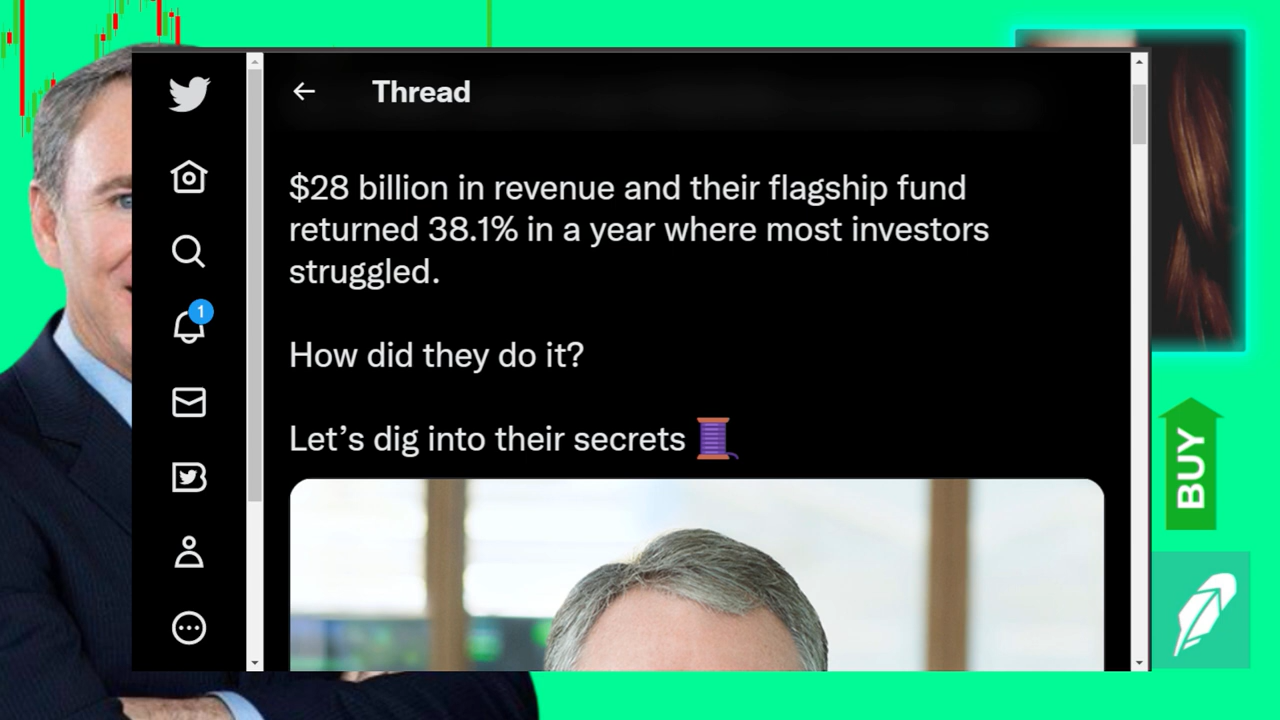 Thread
$28 billion in revenue and their flagship fund
returned 38.1% in a year where most investors
struggled.
How did they do it?
Let’s dig into their secrets 🧵
1
BUY